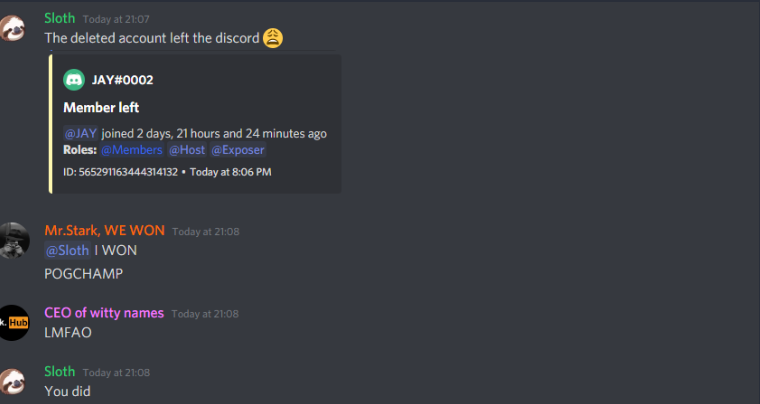 Sloth Today at 21:07
The deleted account left the discord 😩
JAY#0002
Member left
@JAY joined 2 days, 21 hours and 24 minutes ago
Roles: @Members @Host @Exposer
ID: 565291163444314132 • Today at 8:06 PM
Mr.Stark, WE WON Today at 21:08
@Sloth I WON
POGCHAMP
CEO of witty names Today at 21:08
k. Hub
LMFAO
Sloth Today at 21:08
You did